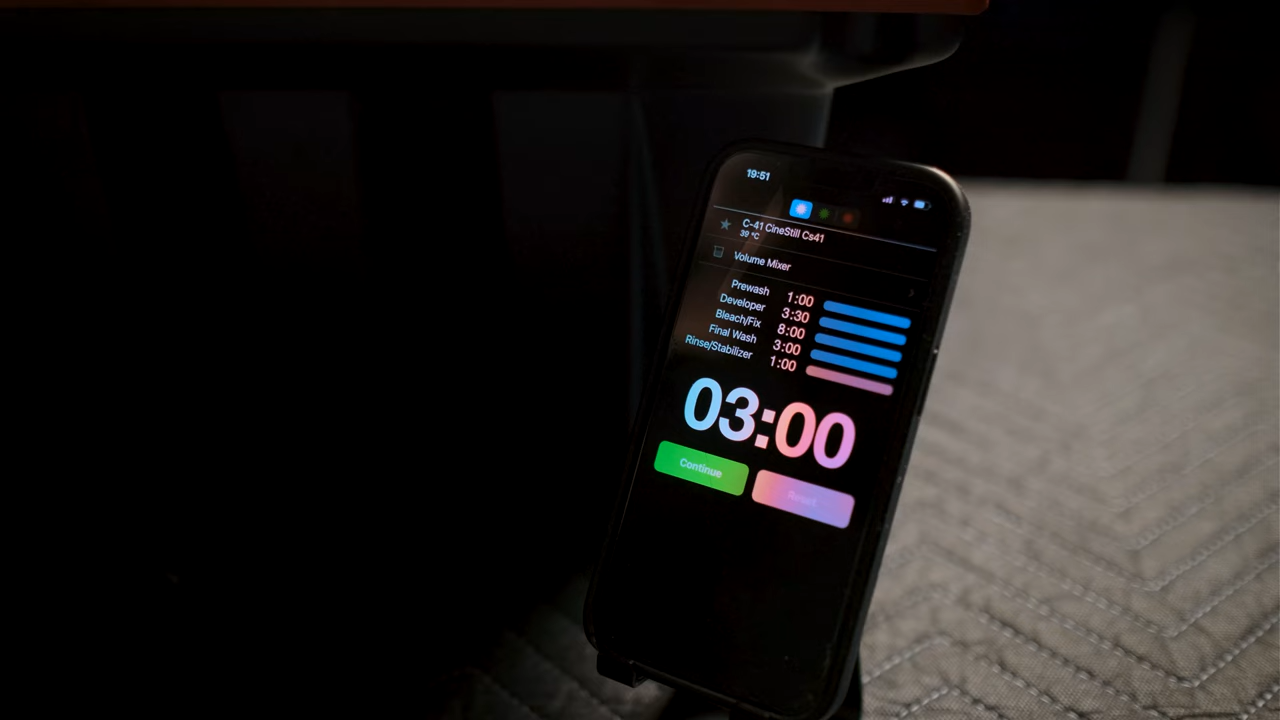 19:51
C-41 CineStill Cs41
39 °C
Volume Mixer
Prewash 1:00
Developer 3:30
Bleach/Fix 8:00
Final Wash 3:00
Rinse/Stabilizer 1:00
03:00
Continue
Reset